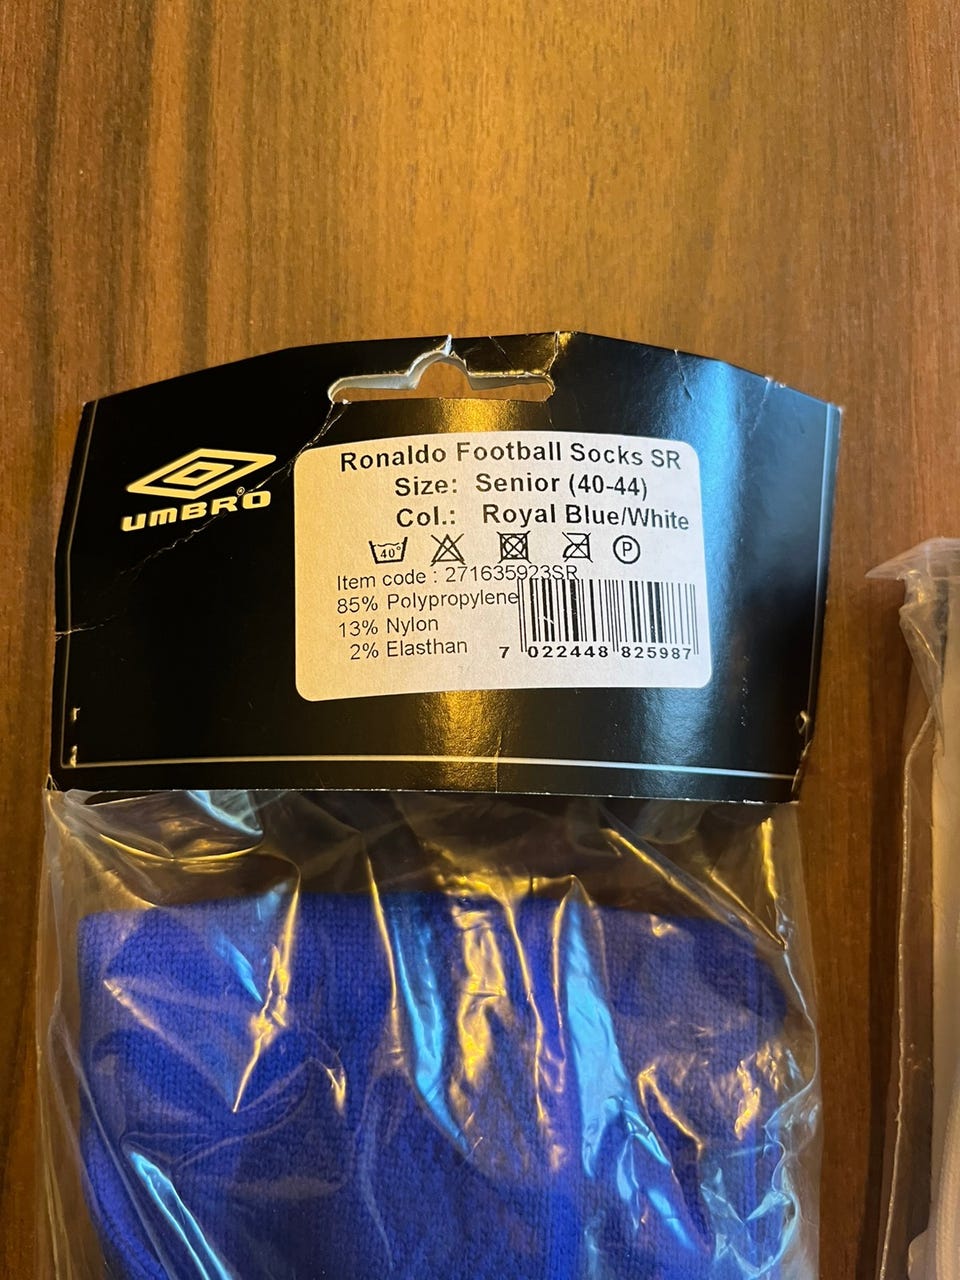 UMBRO®
Ronaldo Football Socks SR
Size: Senior (40-44)
Col.: Royal Blue/White
40° P
Item code : 271635923SR
85% Polypropylene
13% Nylon
2% Elasthan
7 022448 825987